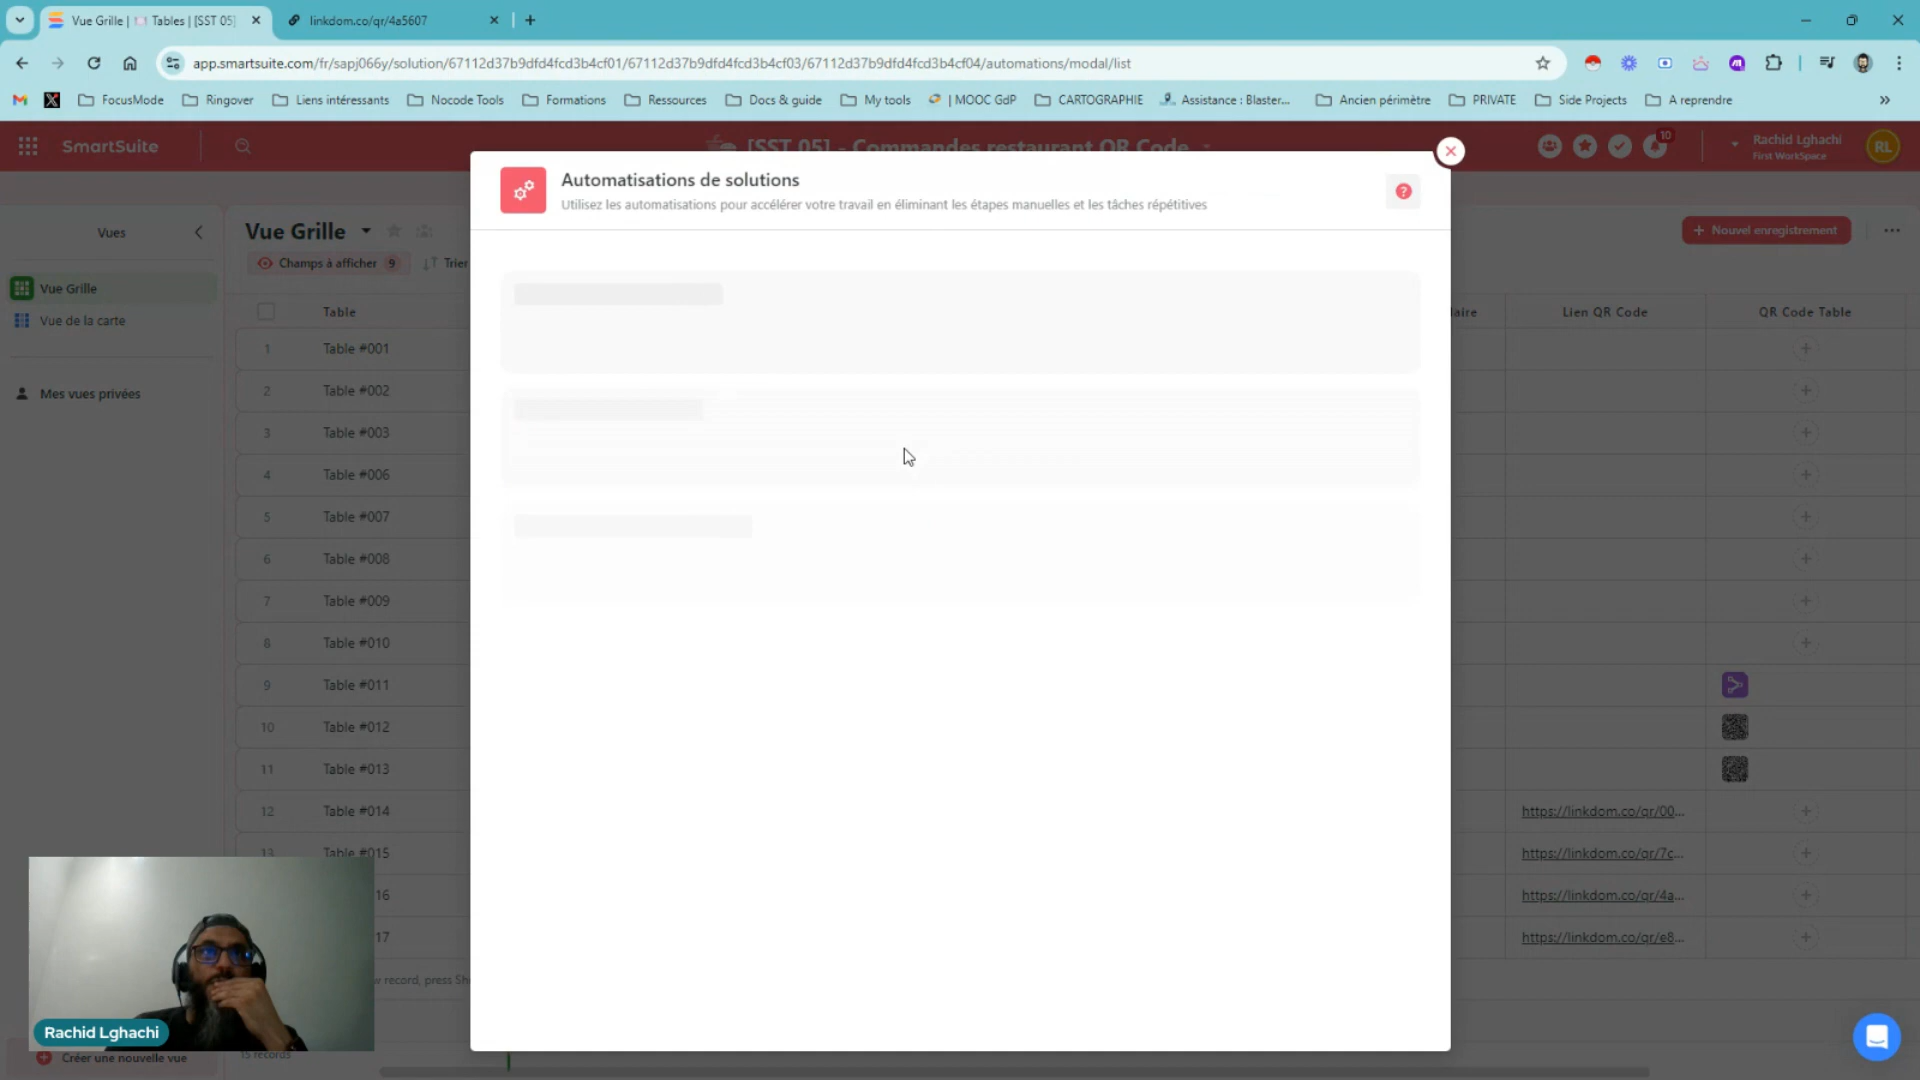 Vue Grille | Tables | [SST 05]
linkdom.co/qr/4a5607
app.smartsuite.com/fr/sapj066y/solution/67112d37b9dfd4fcd3b4cf01/67112d37b9dfd4fcd3b4cf03/67112d37b9dfd4fcd3b4cf04/automations/modal/list
FocusMode Ringover Liens intéressants Nocode Tools Formations Ressources Docs & guide My tools | MOOC GdP CARTOGRAPHIE Assistance : Blaster... Ancien périmètre PRIVATE Side Projects A reprendre
SmartSuite
[SST 05] - Commandes restaurant QR Code
10
Rachid Lghachi
First WorkSpace
RL
Automatisations de solutions
Utilisez les automatisations pour accélérer votre travail en éliminant les étapes manuelles et les tâches répétitives
Vues
Vue Grille
Vue de la carte
Mes vues privées
Créer une nouvelle vue
Vue Grille
Nouvel enregistrement
Champs à afficher 9 Trier
Table laire Lien QR Code QR Code Table
1 Table #001
2 Table #002
3 Table #003
4 Table #006
5 Table #007
6 Table #008
7 Table #009
8 Table #010
9 Table #011
10 Table #012
11 Table #013
12 Table #014 https://linkdom.co/qr/00...
13 Table #015 https://linkdom.co/qr/7c...
16 https://linkdom.co/qr/4a...
17 https://linkdom.co/qr/e8...
w record, press Sh
15 records
Rachid Lghachi